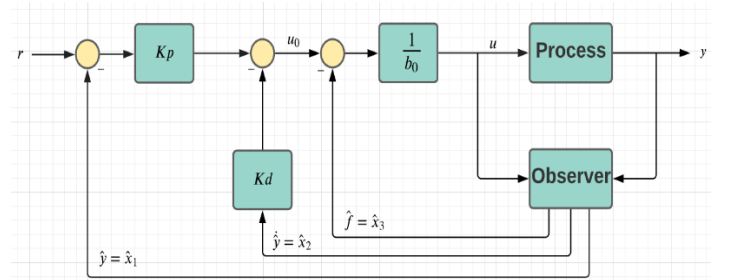 r
Kp
u₀
1
b₀
u
Process
y
Kd
Observer
f̂ = x̂₃
ẏ̂ = x̂₂
ŷ = x̂₁
−
−
−